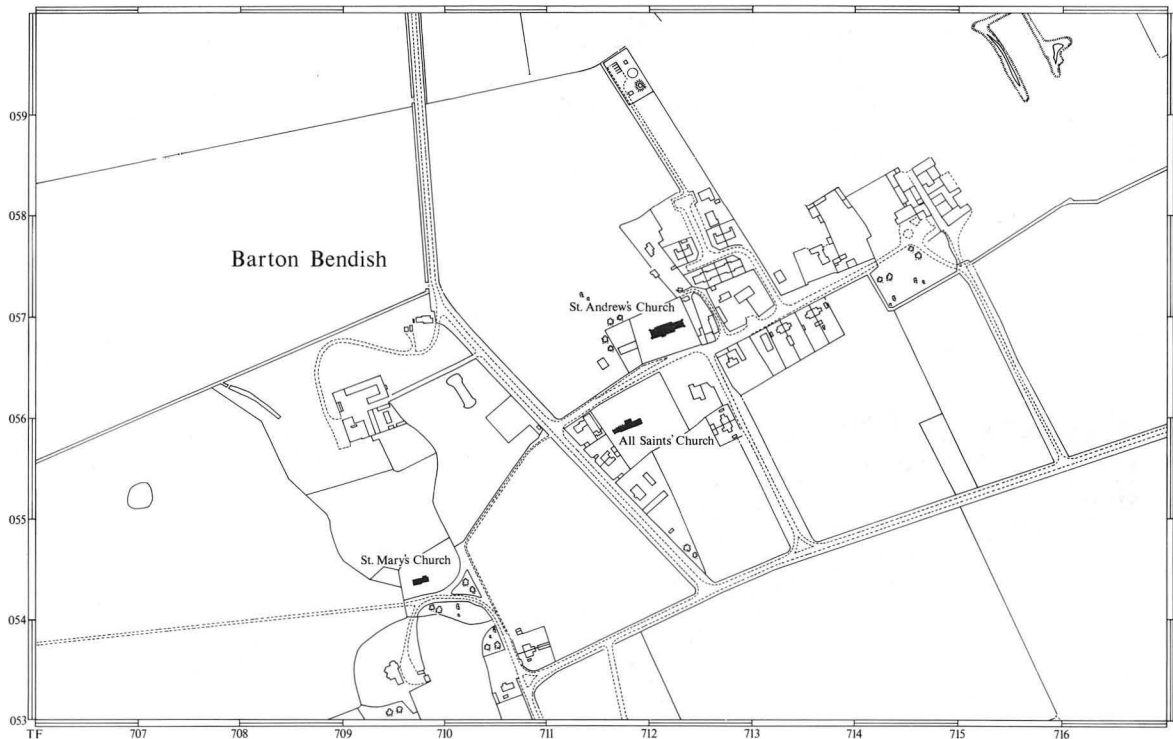 059
058
Barton Bendish
057
St. Andrew's Church
056
All Saints' Church
055
St. Mary's Church
054
053
TF 707 708 709 710 711 712 713 714 715 716